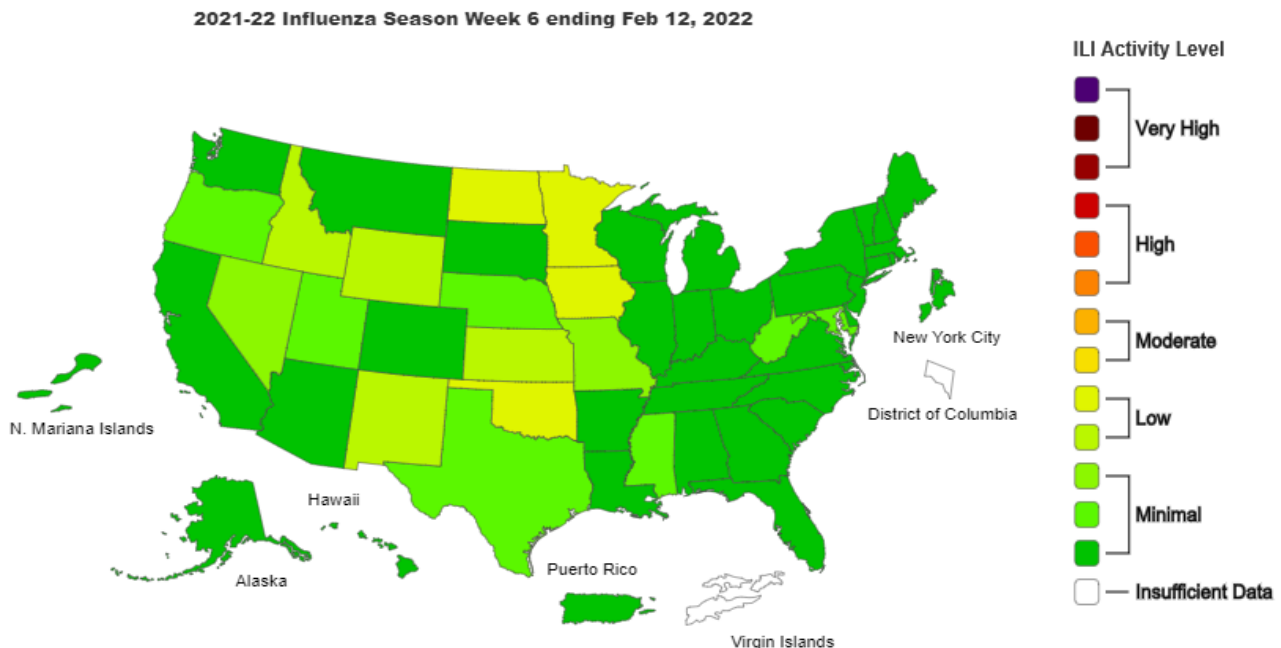 2021-22 Influenza Season Week 6 ending Feb 12, 2022
ILI Activity Level
Very High
High
Moderate
Low
Minimal
Insufficient Data
New York City
District of Columbia
N. Mariana Islands
Hawaii
Alaska
Puerto Rico
Virgin Islands